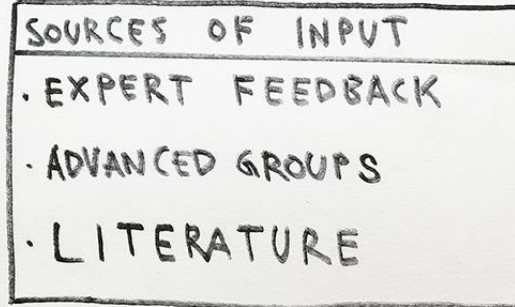 SOURCES OF INPUT
· EXPERT FEEDBACK
· ADVANCED GROUPS
· LITERATURE